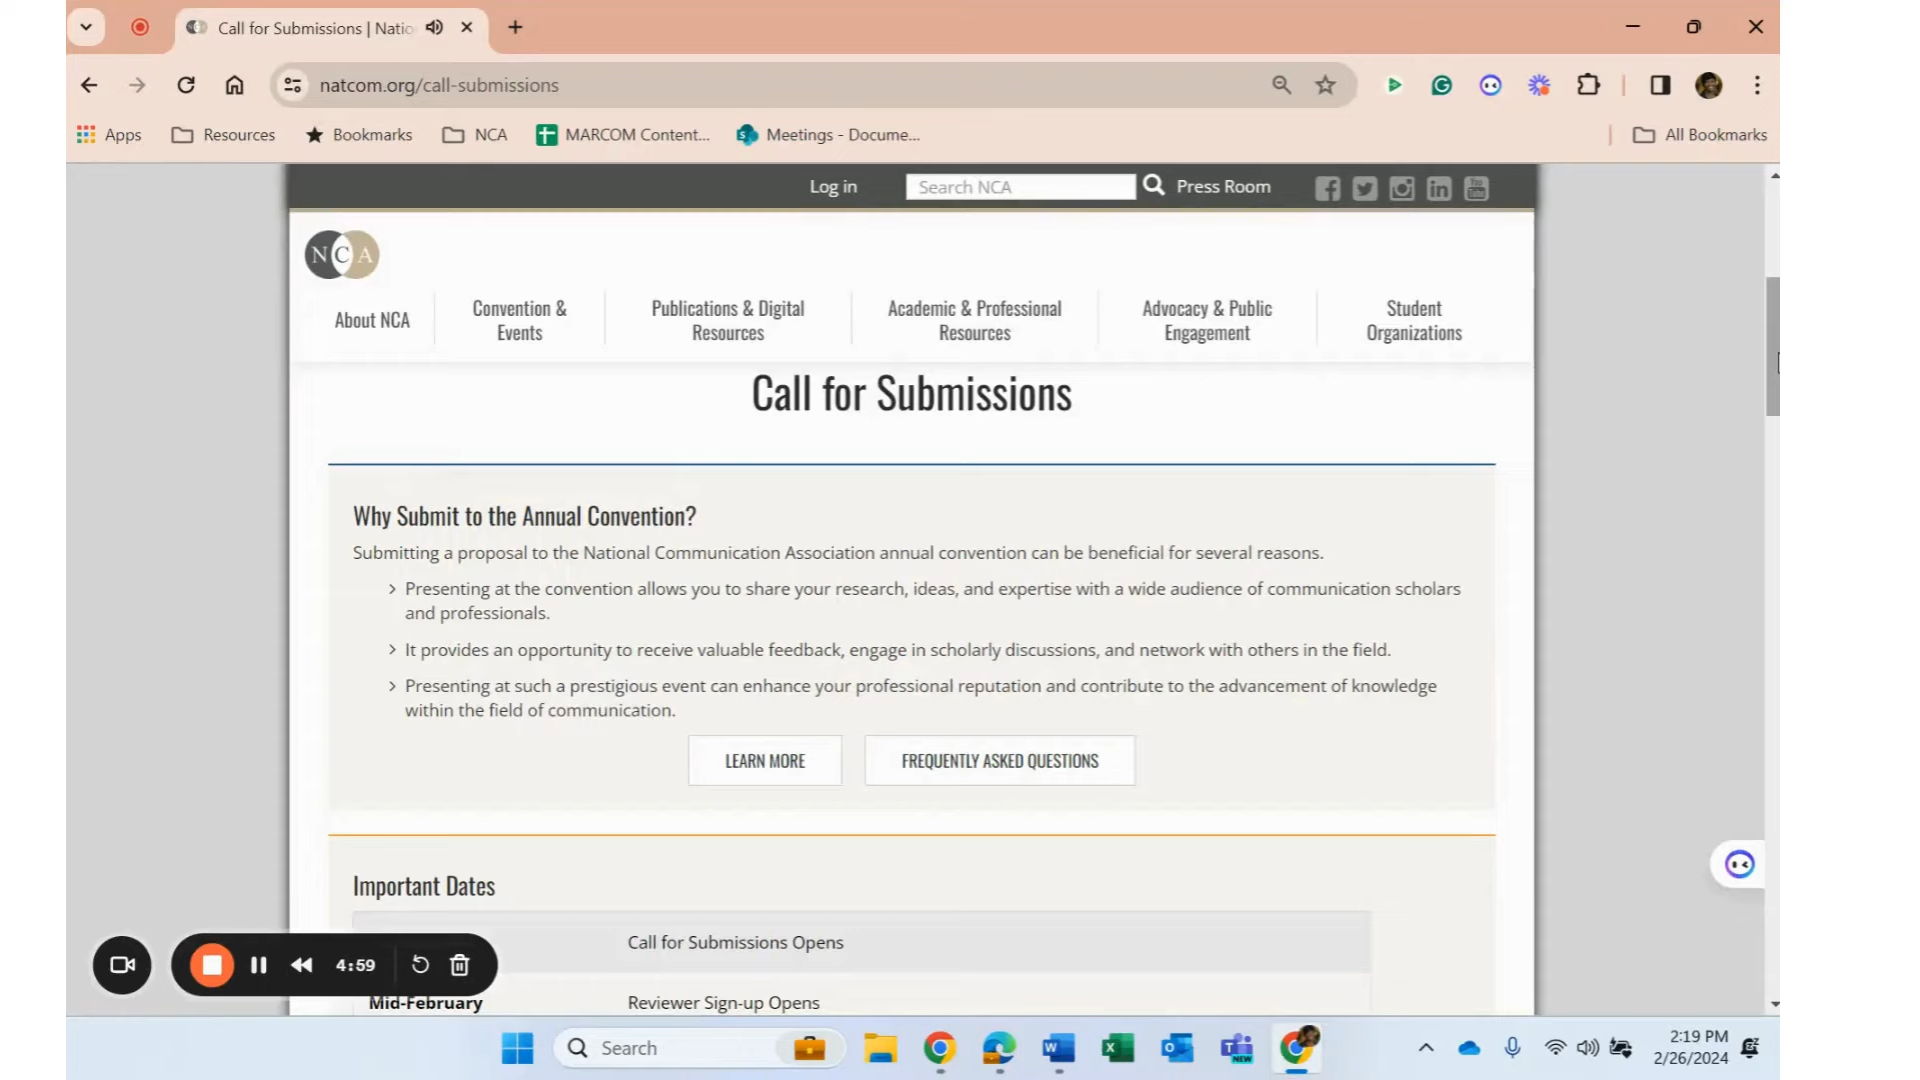 Call for Submissions | Natio
natcom.org/call-submissions
Apps Resources Bookmarks NCA MARCOM Content... Meetings - Docume... All Bookmarks
Log in Search NCA Press Room
NCA
About NCA
Convention &
Events
Publications & Digital
Resources
Academic & Professional
Resources
Advocacy & Public
Engagement
Student
Organizations
Call for Submissions
Why Submit to the Annual Convention?
Submitting a proposal to the National Communication Association annual convention can be beneficial for several reasons.
Presenting at the convention allows you to share your research, ideas, and expertise with a wide audience of communication scholars
and professionals.
It provides an opportunity to receive valuable feedback, engage in scholarly discussions, and network with others in the field.
Presenting at such a prestigious event can enhance your professional reputation and contribute to the advancement of knowledge
within the field of communication.
LEARN MORE FREQUENTLY ASKED QUESTIONS
Important Dates
Call for Submissions Opens
4:59
Mid-February Reviewer Sign-up Opens
Search
2:19 PM
2/26/2024